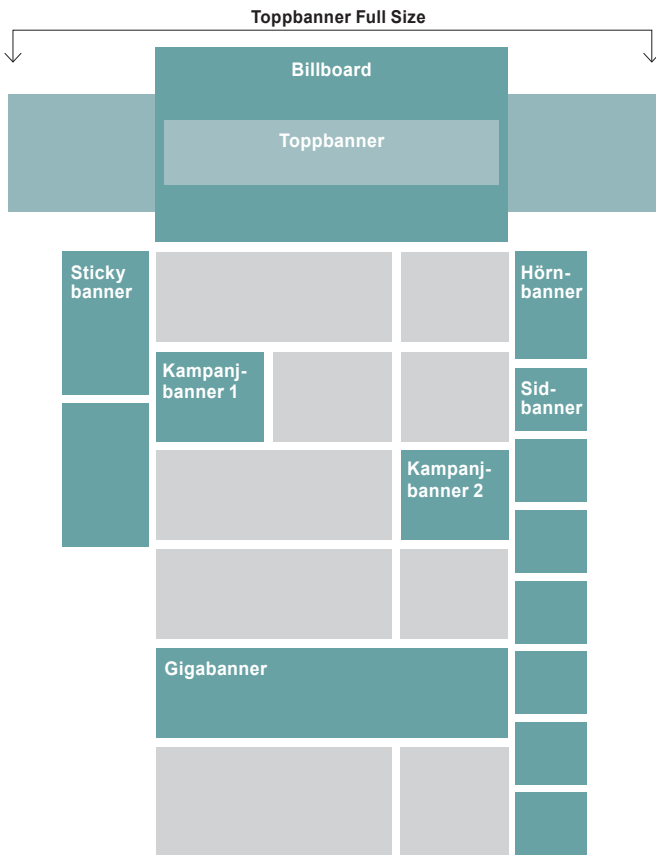 Toppbanner Full Size
Billboard
Toppbanner
Sticky
banner
Hörn-
banner
Kampanj-
banner 1
Sid-
banner
Kampanj-
banner 2
Gigabanner